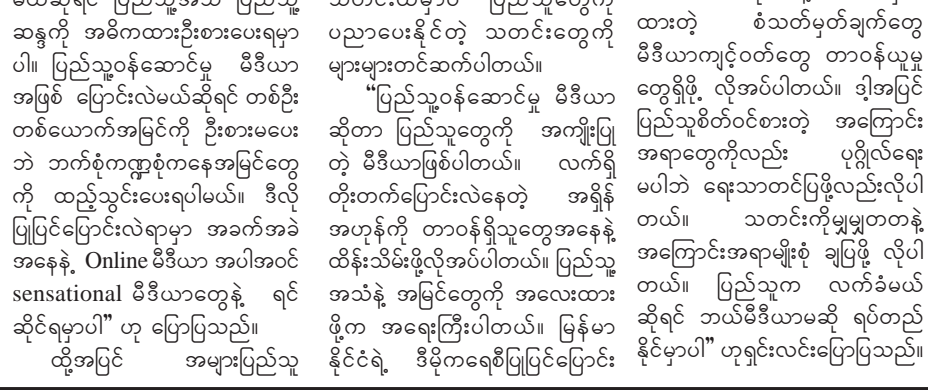 မယ်ဆိုရင် ပြည်သူ့အသံ ပြည်သူ့
ဆန္ဒကို အဓိကထားဦးစားပေးရမှာ
ပါ။ ပြည်သူ့ဝန်ဆောင်မှု မီဒီယာ
အဖြစ် ပြောင်းလဲမယ်ဆိုရင် တစ်ဦး
တစ်ယောက်အမြင်ကို ဦးစားမပေး
ဘဲ ဘက်စုံကဏ္ဍစုံကနေအမြင်တွေ
ကို ထည့်သွင်းပေးရပါမယ်။ ဒီလို
ပြုပြင်ပြောင်းလဲရာမှာ အခက်အခဲ
အနေနဲ့ Online မီဒီယာ အပါအဝင်
sensational မီဒီယာတွေနဲ့ ရင်
ဆိုင်ရမှာပါ” ဟု ပြောပြသည်။
ထို့အပြင် အများပြည်သူ
ပညာပေးနိုင်တဲ့ သတင်းတွေကို
များများတင်ဆက်ပါတယ်။
“ပြည်သူ့ဝန်ဆောင်မှု မီဒီယာ
ဆိုတာ ပြည်သူတွေကို အကျိုးပြု
တဲ့ မီဒီယာဖြစ်ပါတယ်။ လက်ရှိ
တိုးတက်ပြောင်းလဲနေတဲ့ အရှိန်
အဟုန်ကို တာဝန်ရှိသူတွေအနေနဲ့
ထိန်းသိမ်းဖို့လိုအပ်ပါတယ်။ ပြည်သူ့
အသံနဲ့ အမြင်တွေကို အလေးထား
ဖို့က အရေးကြီးပါတယ်။ မြန်မာ
နိုင်ငံရဲ့ ဒီမိုကရေစီပြုပြင်ပြောင်း
ထားတဲ့ စံသတ်မှတ်ချက်တွေ
မီဒီယာကျင့်ဝတ်တွေ တာဝန်ယူမှု
တွေရှိဖို့ လိုအပ်ပါတယ်။ ဒါ့အပြင်
ပြည်သူစိတ်ဝင်စားတဲ့ အကြောင်း
အရာတွေကိုလည်း ပုဂ္ဂိုလ်ရေး
မပါဘဲ ရေးသာတင်ပြဖို့လည်းလိုပါ
တယ်။ သတင်းကိုမျှမျှတတနဲ့
အကြောင်းအရာမျိုးစုံ ချပြဖို့ လိုပါ
တယ်။ ပြည်သူက လက်ခံမယ်
ဆိုရင် ဘယ်မီဒီယာမဆို ရပ်တည်
နိုင်မှာပါ” ဟုရှင်းလင်းပြောပြသည်။